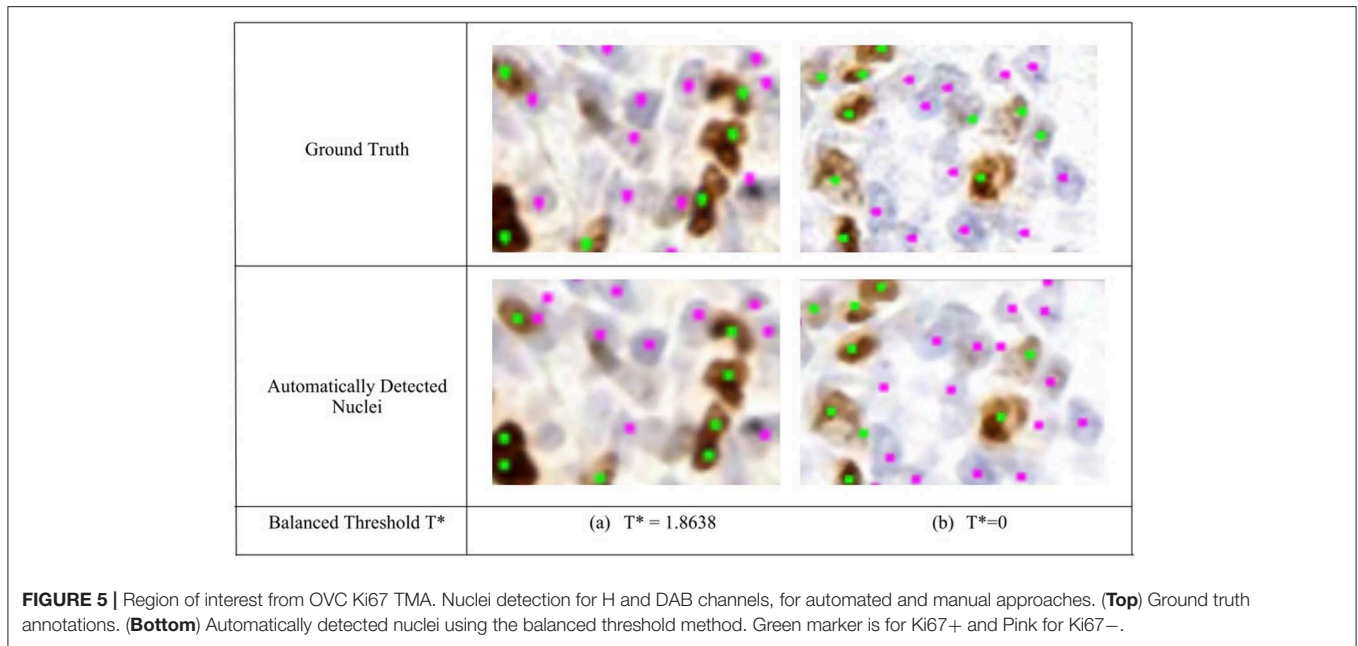 Ground Truth
Automatically Detected
Nuclei
Balanced Threshold T*
(a) T* = 1.8638
(b) T*=0
FIGURE 5 | Region of interest from OVC Ki67 TMA. Nuclei detection for H and DAB channels, for automated and manual approaches. (Top) Ground truth
annotations. (Bottom) Automatically detected nuclei using the balanced threshold method. Green marker is for Ki67+ and Pink for Ki67−.